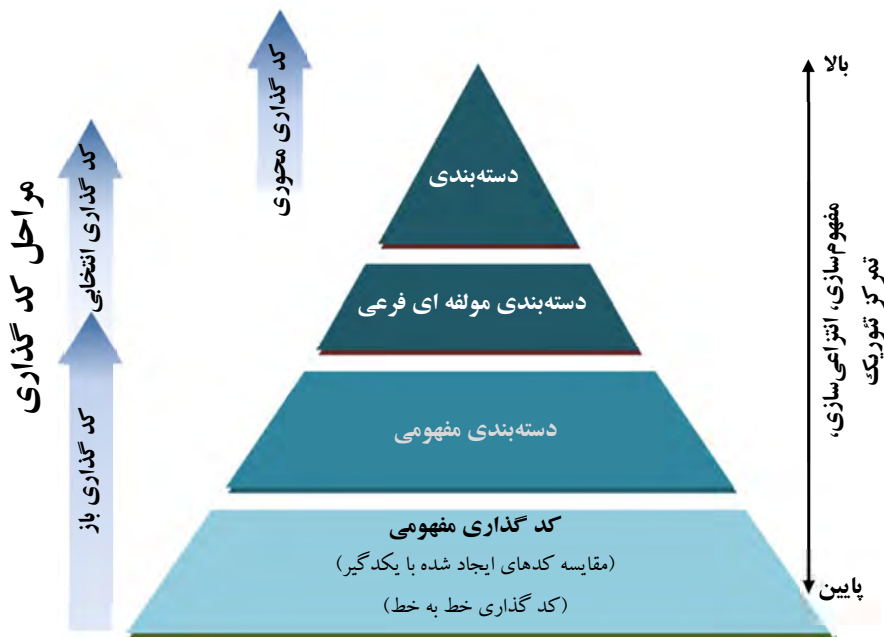 مراحل کد گذاری
کد گذاری محوری
کد گذاری انتخابی
کد گذاری باز
دسته‌بندی
دسته‌بندی مولفه ای فرعی
دسته‌بندی مفهومی
کد گذاری مفهومی
(مقایسه کدهای ایجاد شده با یکدگیر)
(کد گذاری خط به خط)
بالا
مفهوم‌سازی، انتزاعی‌سازی،
تمرکز تئوریک
پایین